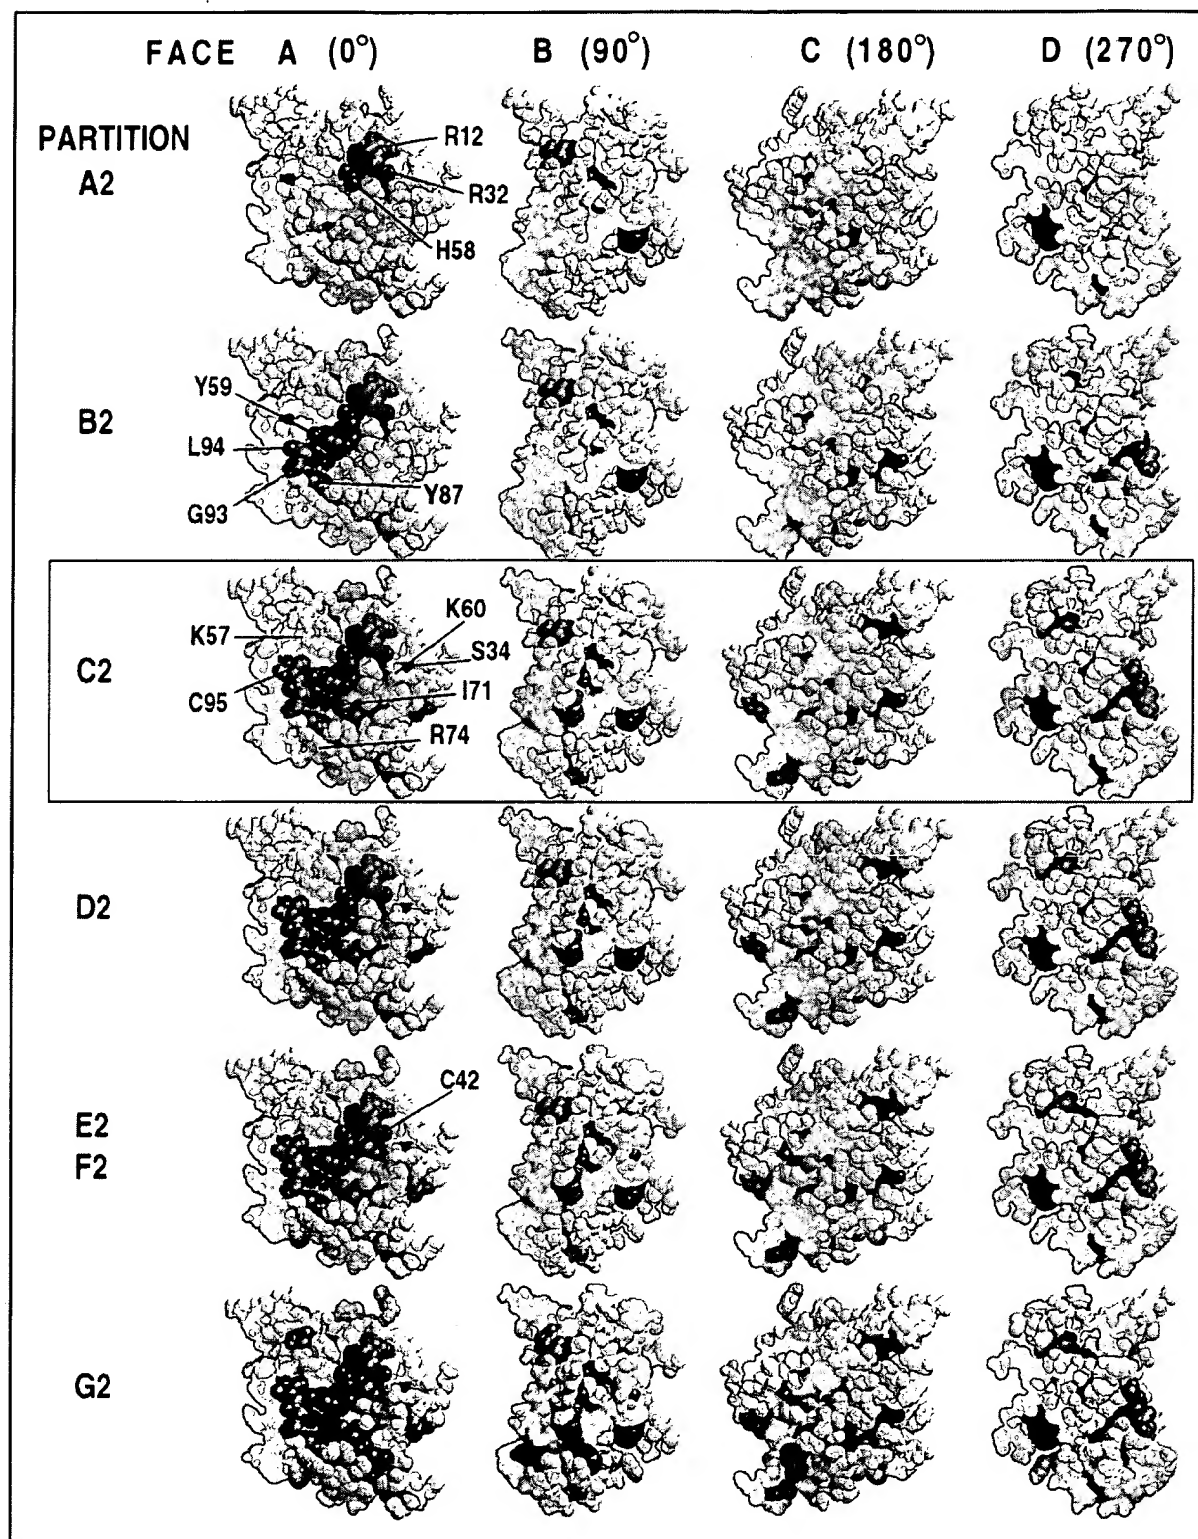 FACE A (0°) B (90°) C (180°) D (270°)
PARTITION
A2
R12
R32
H58
B2
Y59
L94
G93
Y87
C2
K57
C95
K60
S34
I71
R74
D2
E2
F2
C42
G2